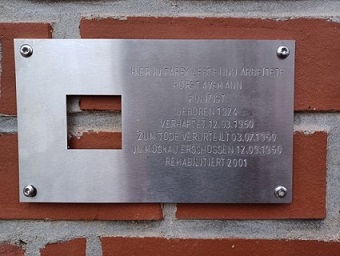 HIER
UND ARBEITETE
HORST AVEMANN
POLIZIST
GEBOREN 1924
VERHAFTET 12.03.1950
ZUM TODE VERURTEILT 03.07.1950
IN MOSKAU ERSCHOSSEN 12.09.1950
REHABILITIERT 2001